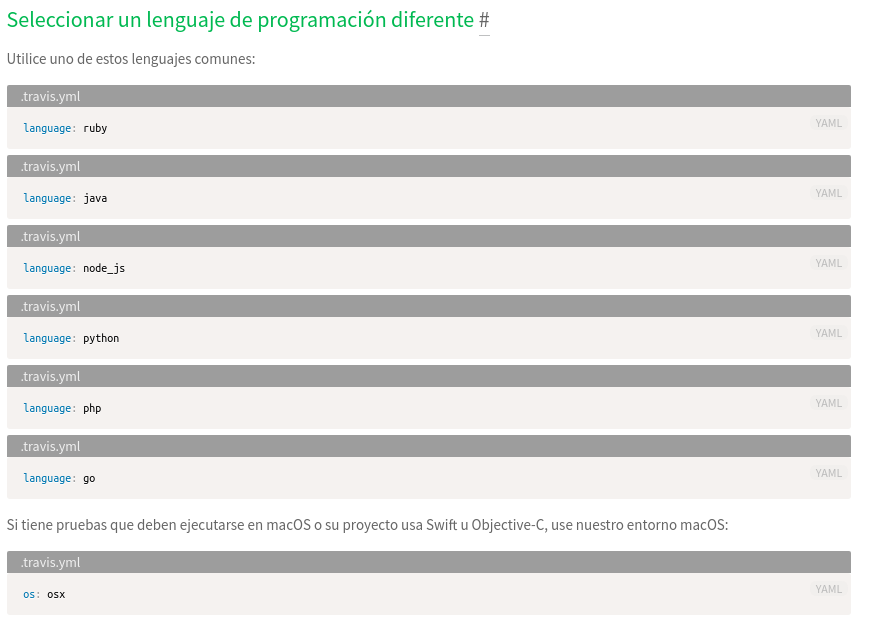 Seleccionar un lenguaje de programación diferente #
Utilice uno de estos lenguajes comunes:
.travis.yml
language: ruby
YAML
.travis.yml
language: java
YAML
.travis.yml
language: node_js
YAML
.travis.yml
language: python
YAML
.travis.yml
language: php
YAML
.travis.yml
language: go
YAML
Si tiene pruebas que deben ejecutarse en macOS o su proyecto usa Swift u Objective-C, use nuestro entorno macOS:
.travis.yml
os: osx
YAML